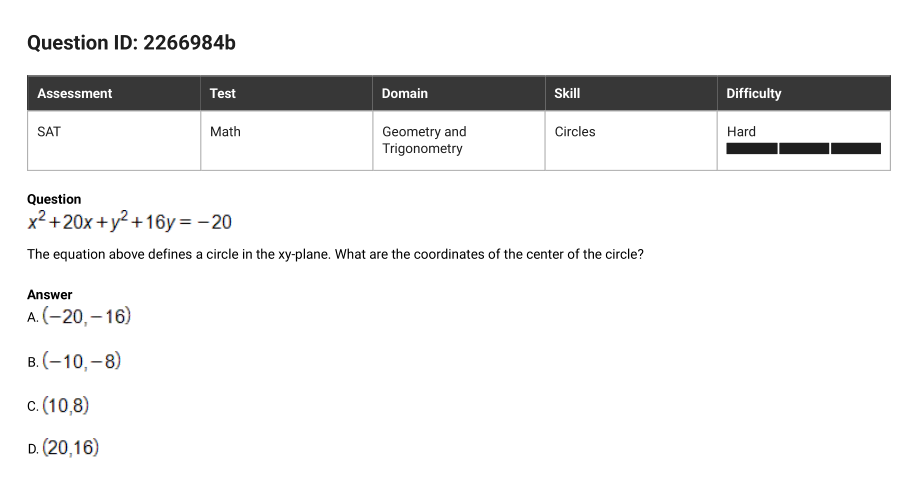 Question ID: 2266984b
Assessment Test Domain Skill Difficulty
SAT Math Geometry and Trigonometry Circles Hard
Question
x²+20x+y²+16y=−20
The equation above defines a circle in the xy-plane. What are the coordinates of the center of the circle?
Answer
A. (−20,−16)
B. (−10,−8)
C. (10,8)
D. (20,16)